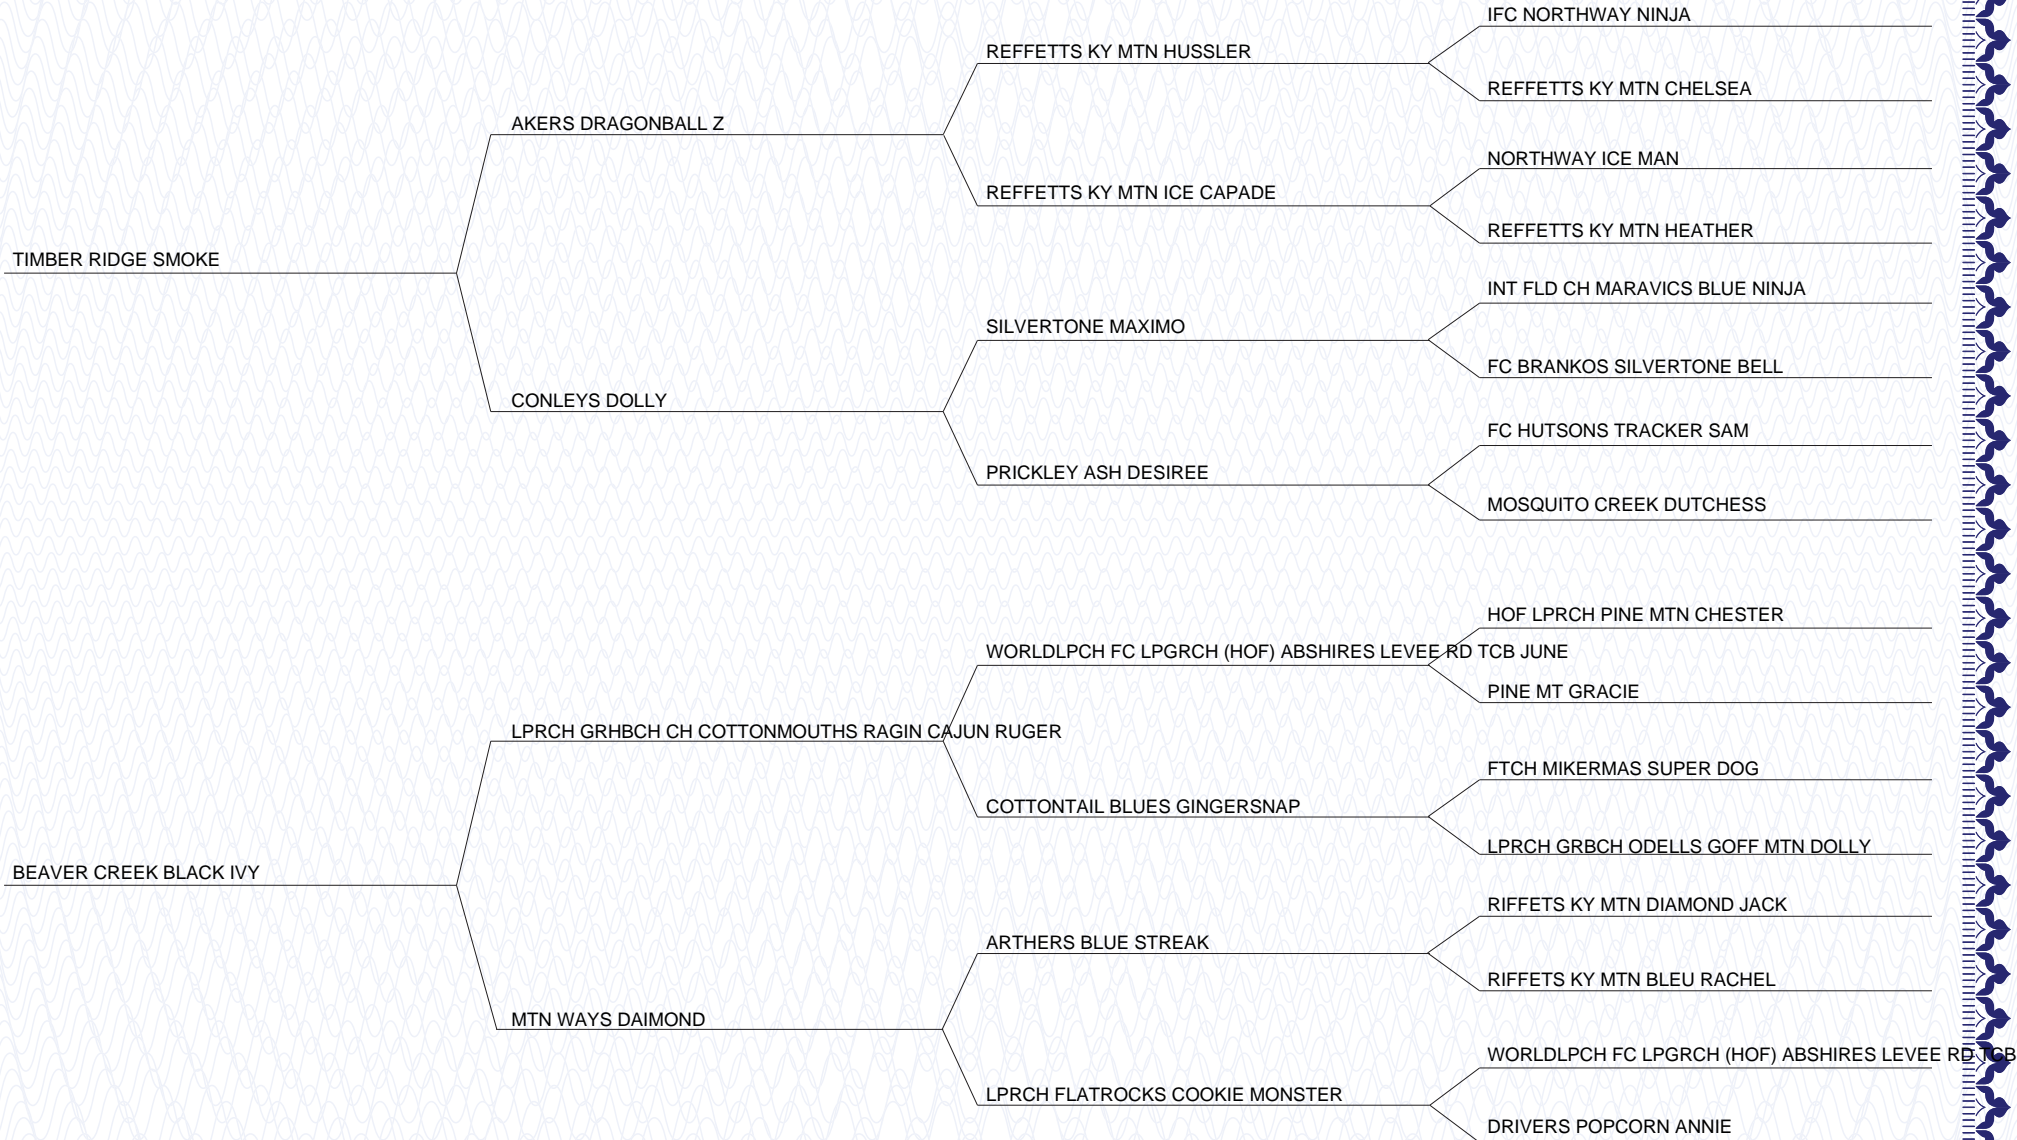 IFC NORTHWAY NINJA
REFFETTS KY MTN HUSSLER
REFFETTS KY MTN CHELSEA
AKERS DRAGONBALL Z
NORTHWAY ICE MAN
REFFETTS KY MTN ICE CAPADE
REFFETTS KY MTN HEATHER
TIMBER RIDGE SMOKE
INT FLD CH MARAVICS BLUE NINJA
SILVERTONE MAXIMO
FC BRANKOS SILVERTONE BELL
CONLEYS DOLLY
FC HUTSONS TRACKER SAM
PRICKLEY ASH DESIREE
MOSQUITO CREEK DUTCHESS
HOF LPRCH PINE MTN CHESTER
WORLDLPCH FC LPGRCH (HOF) ABSHIRES LEVEE RD TCB JUNE
PINE MT GRACIE
LPRCH GRHBCH CH COTTONMOUTHS RAGIN CAJUN RUGER
FTCH MIKERMAS SUPER DOG
COTTONTAIL BLUES GINGERSNAP
LPRCH GRBCH ODELLS GOFF MTN DOLLY
BEAVER CREEK BLACK IVY
RIFFETS KY MTN DIAMOND JACK
ARTHERS BLUE STREAK
RIFFETS KY MTN BLEU RACHEL
MTN WAYS DAIMOND
WORLDLPCH FC LPGRCH (HOF) ABSHIRES LEVEE RD TCB
LPRCH FLATROCKS COOKIE MONSTER
DRIVERS POPCORN ANNIE